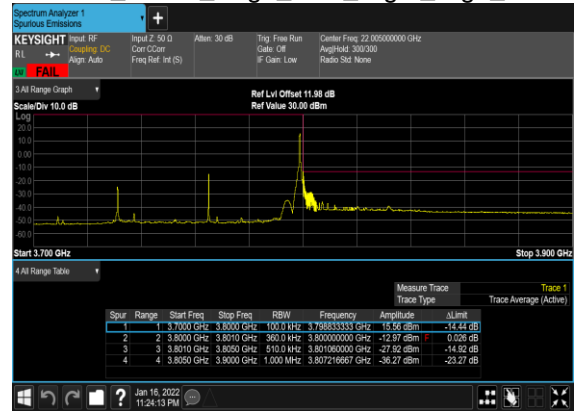 Spectrum Analyzer 1
Spurious Emissions
+
KEYSIGHT Input: RF Input Z: 50 Ω Atten: 30 dB Trig: Free Run Center Freq: 22.005000000 GHz
RL Coupling: DC Corr CCorr Gate: Off Avg|Hold: 300/300
Align: Auto Freq Ref: Int (S) IF Gain: Low Radio Std: None
FAIL
3 All Range Graph
Ref Lvl Offset 11.98 dB
Scale/Div 10.0 dB Ref Value 30.00 dBm
Log
20.0
10.0
0.00
-10.0
-20.0
-30.0
-40.0
-50.0
-60.0
Start 3.700 GHz Stop 3.900 GHz
4 All Range Table
Measure Trace Trace 1
Trace Type Trace Average (Active)
Spur Range Start Freq Stop Freq RBW Frequency Amplitude ΔLimit
1 1 3.7000 GHz 3.8000 GHz 100.0 kHz 3.798833333 GHz 15.56 dBm -14.44 dB
2 2 3.8000 GHz 3.8010 GHz 360.0 kHz 3.800000000 GHz -12.97 dBm F 0.026 dB
3 3 3.8010 GHz 3.8050 GHz 510.0 kHz 3.801060000 GHz -27.92 dBm -14.92 dB
4 4 3.8050 GHz 3.9000 GHz 1.000 MHz 3.807216667 GHz -36.27 dBm -23.27 dB
? Jan 16, 2022
11:24:13 PM